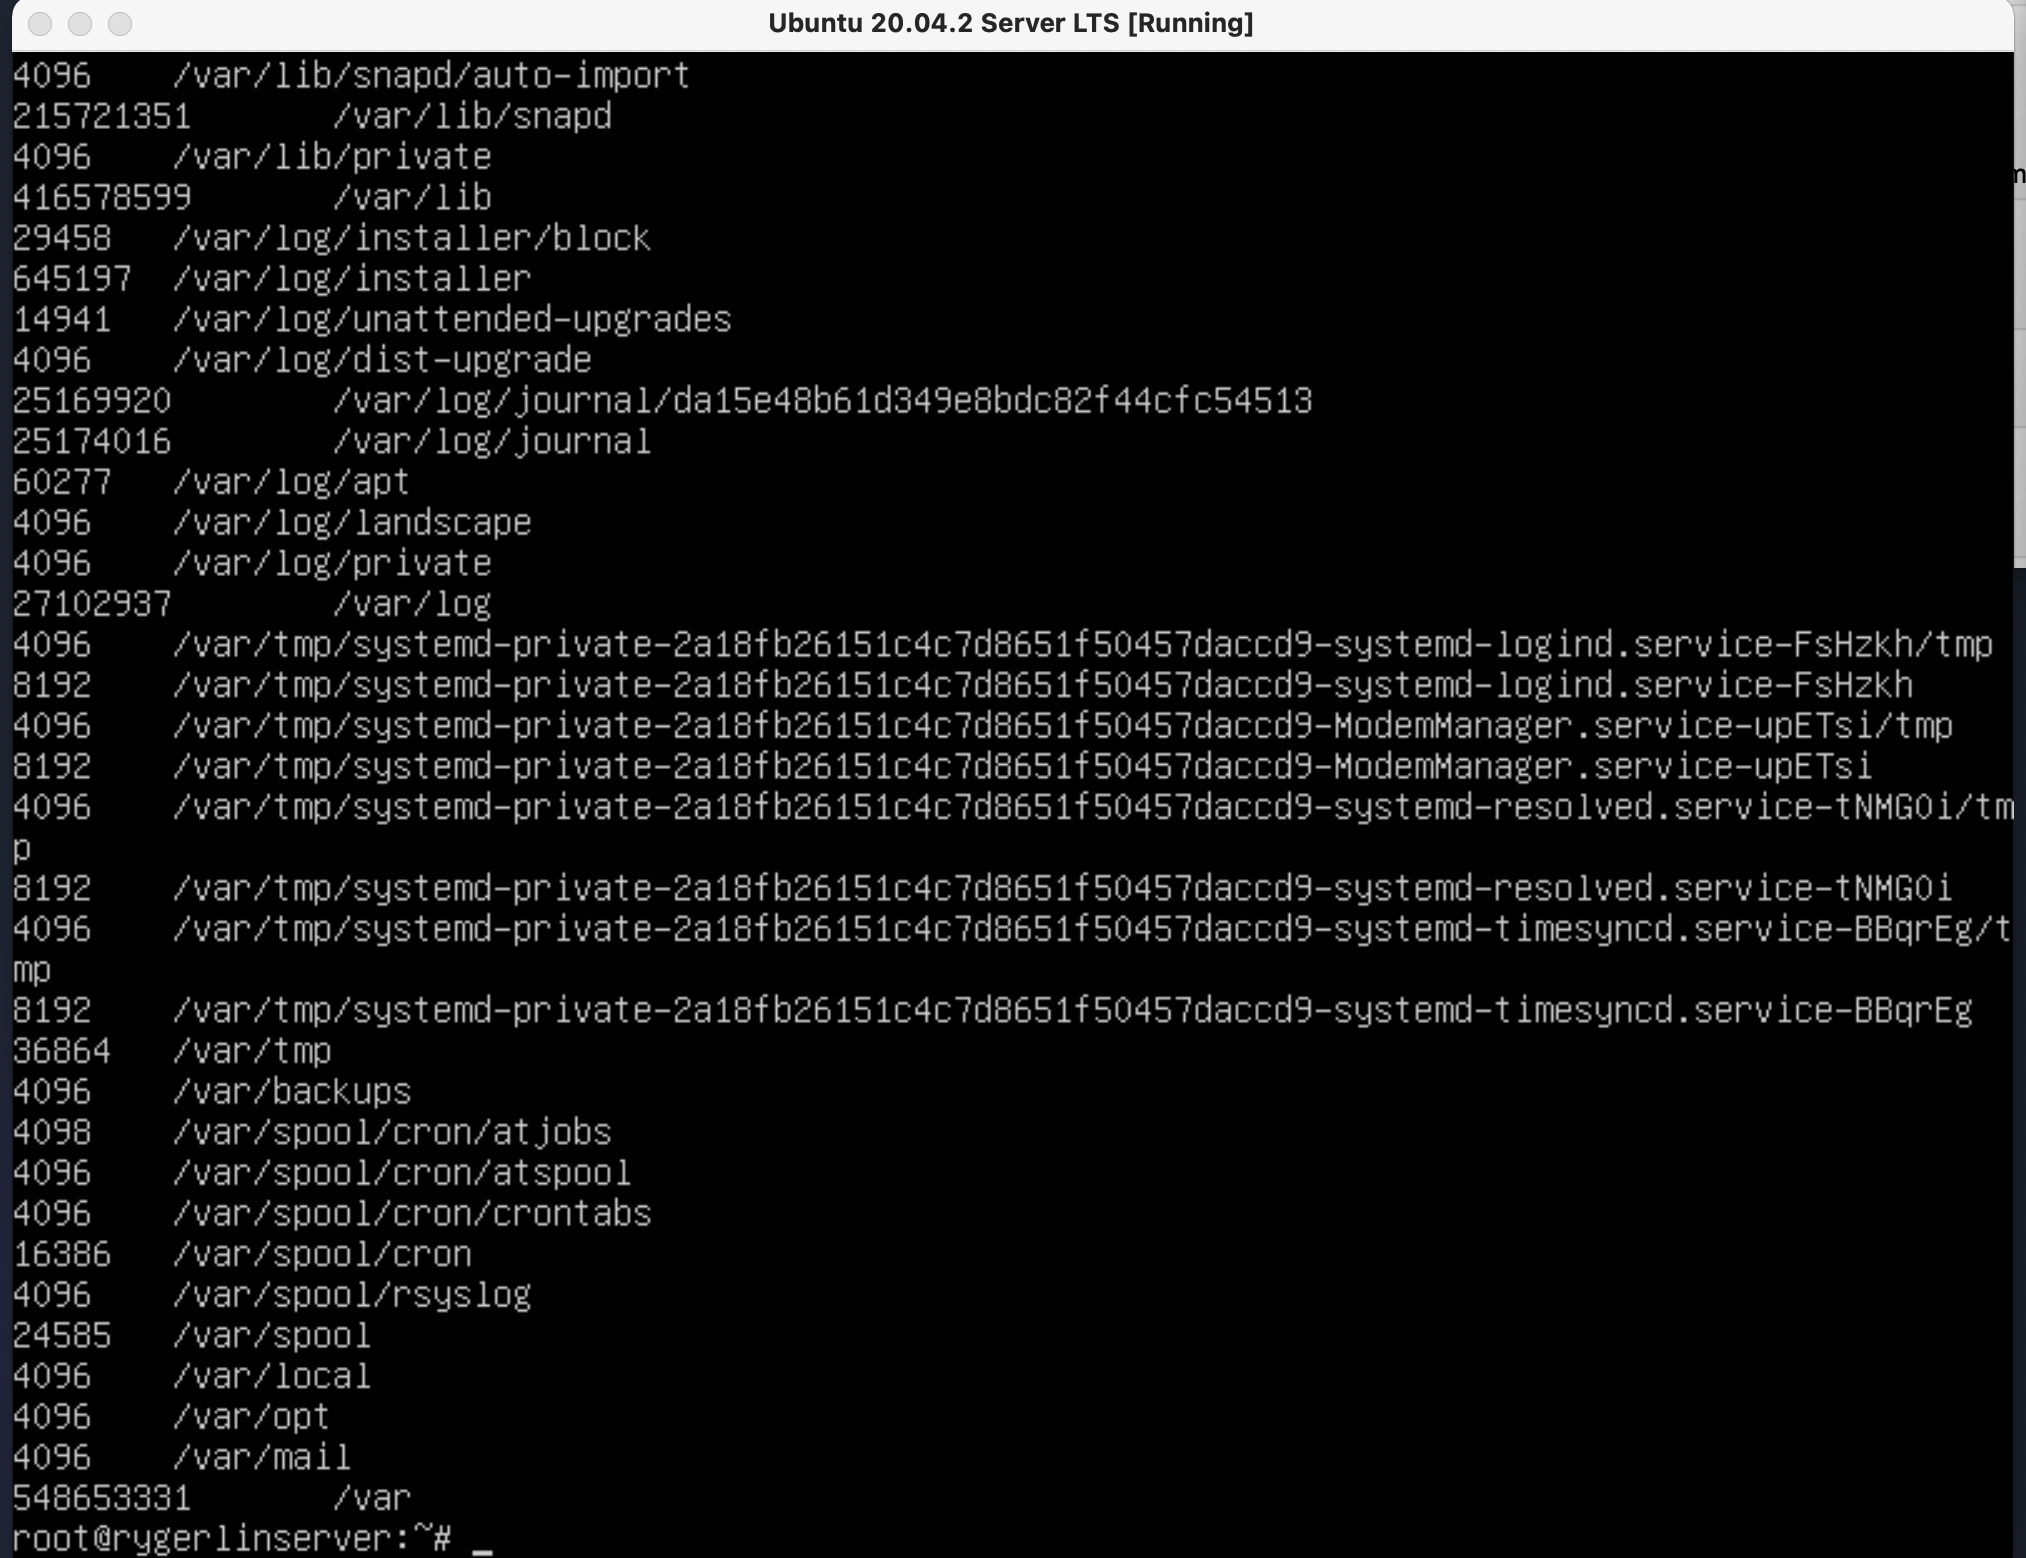 Ubuntu 20.04.2 Server LTS [Running]
4096 /var/lib/snapd/auto-import
215721351 /var/lib/snapd
4096 /var/lib/private
416578599 /var/lib
29458 /var/log/installer/block
645197 /var/log/installer
14941 /var/log/unattended-upgrades
4096 /var/log/dist-upgrade
25169920 /var/log/journal/da15e48b61d349e8bdc82f44cfc54513
25174016 /var/log/journal
60277 /var/log/apt
4096 /var/log/landscape
4096 /var/log/private
27102937 /var/log
4096 /var/tmp/systemd-private-2a18fb26151c4c7d8651f50457daccd9-systemd-logind.service-FsHzkh/tmp
8192 /var/tmp/systemd-private-2a18fb26151c4c7d8651f50457daccd9-systemd-logind.service-FsHzkh
4096 /var/tmp/systemd-private-2a18fb26151c4c7d8651f50457daccd9-ModemManager.service-upETsi/tmp
8192 /var/tmp/systemd-private-2a18fb26151c4c7d8651f50457daccd9-ModemManager.service-upETsi
4096 /var/tmp/systemd-private-2a18fb26151c4c7d8651f50457daccd9-systemd-resolved.service-tNMGOi/tm
p
8192 /var/tmp/systemd-private-2a18fb26151c4c7d8651f50457daccd9-systemd-resolved.service-tNMGOi
4096 /var/tmp/systemd-private-2a18fb26151c4c7d8651f50457daccd9-systemd-timesyncd.service-BBqrEg/t
mp
8192 /var/tmp/systemd-private-2a18fb26151c4c7d8651f50457daccd9-systemd-timesyncd.service-BBqrEg
36864 /var/tmp
4096 /var/backups
4098 /var/spool/cron/atjobs
4096 /var/spool/cron/atspool
4096 /var/spool/cron/crontabs
16386 /var/spool/cron
4096 /var/spool/rsyslog
24585 /var/spool
4096 /var/local
4096 /var/opt
4096 /var/mail
548653331 /var
root@rygerlinserver:~# _